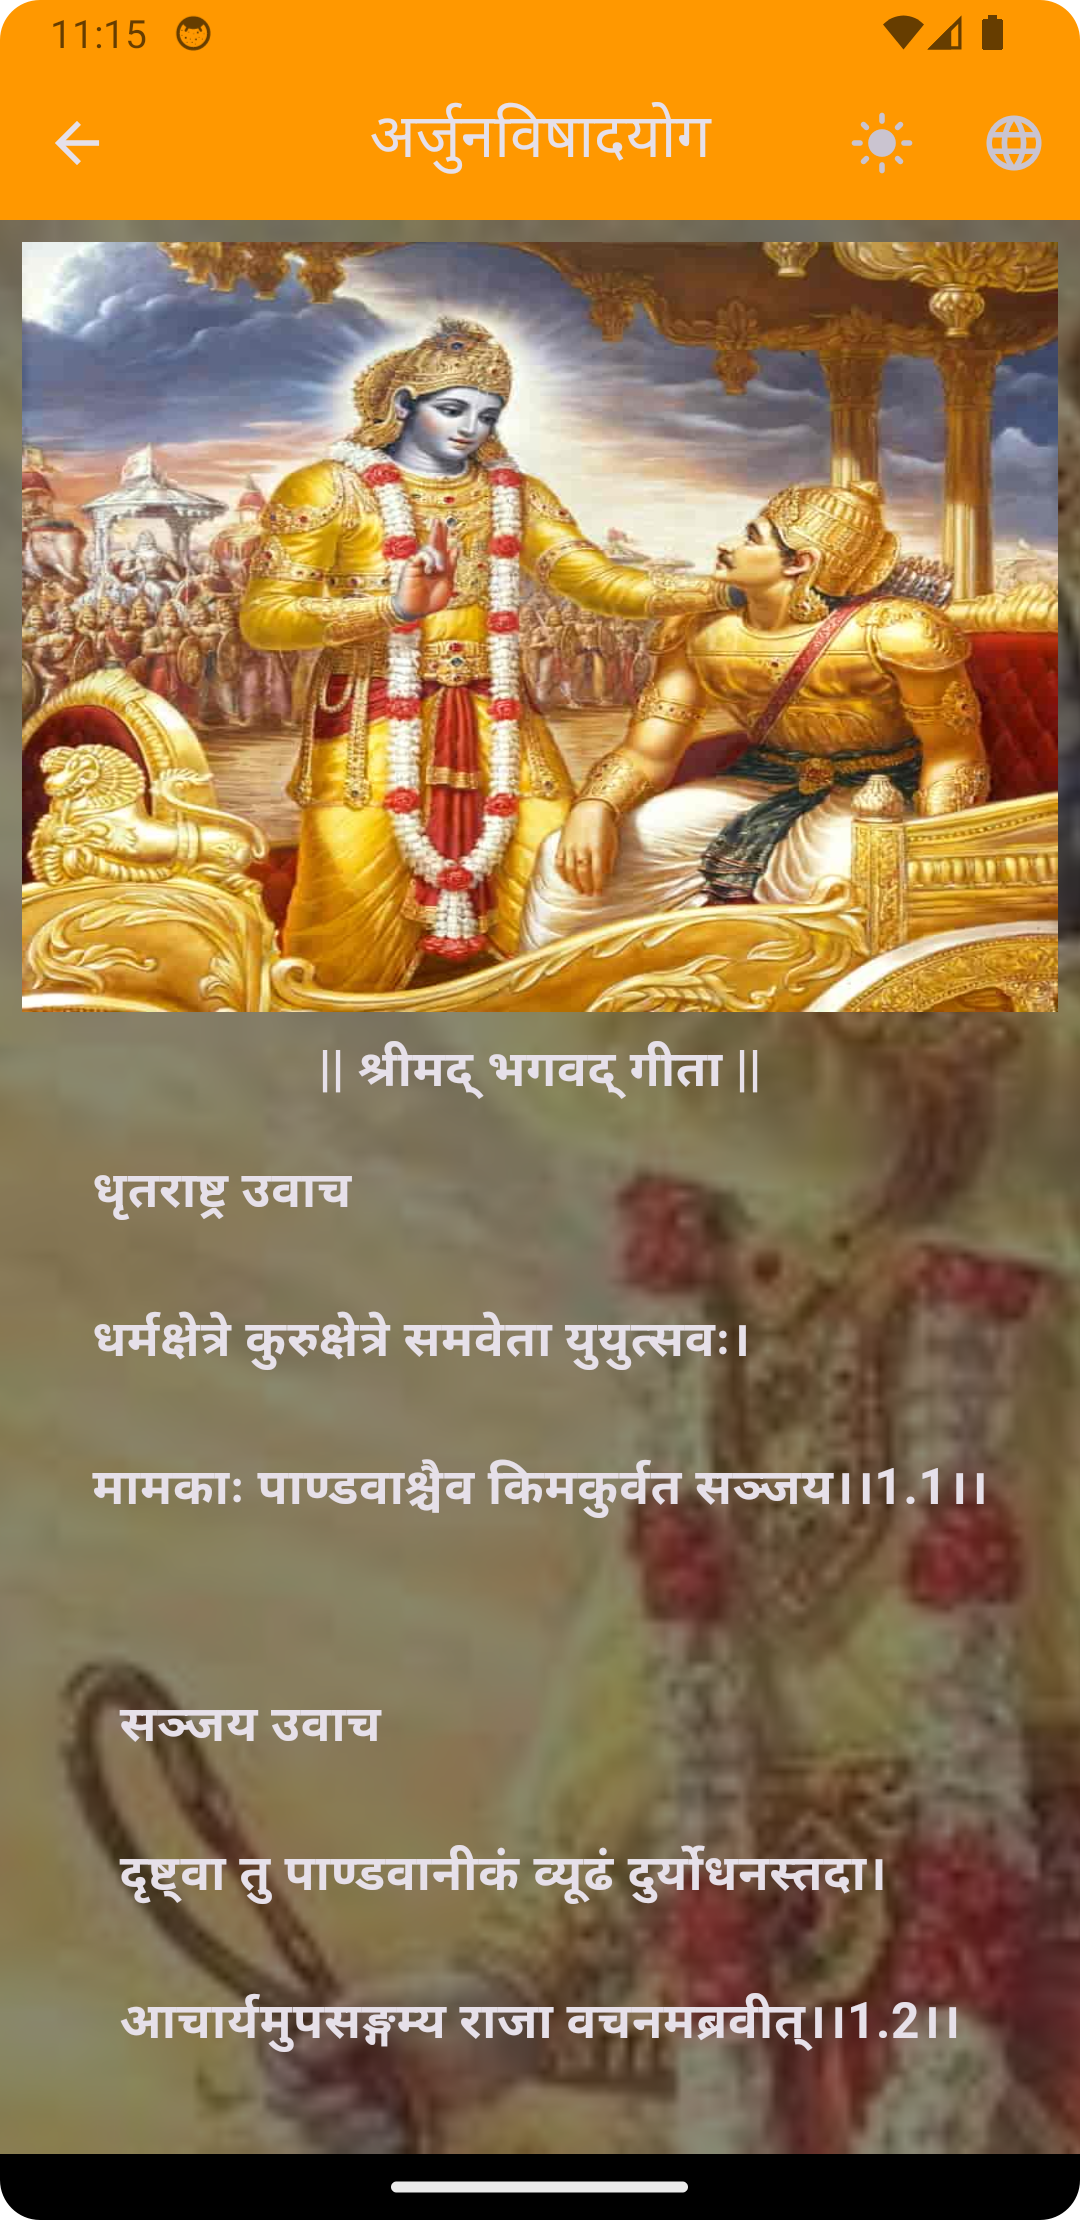 11:15
अर्जुनविषादयोग
|| श्रीमद् भगवद् गीता ||
धृतराष्ट्र उवाच
धर्मक्षेत्रे कुरुक्षेत्रे समवेता युयुत्सवः।
मामकाः पाण्डवाश्चैव किमकुर्वत सञ्जय।।1.1।।
सञ्जय उवाच
दृष्ट्वा तु पाण्डवानीकं व्यूढं दुर्योधनस्तदा।
आचार्यमुपसङ्गम्य राजा वचनमब्रवीत्।।1.2।।